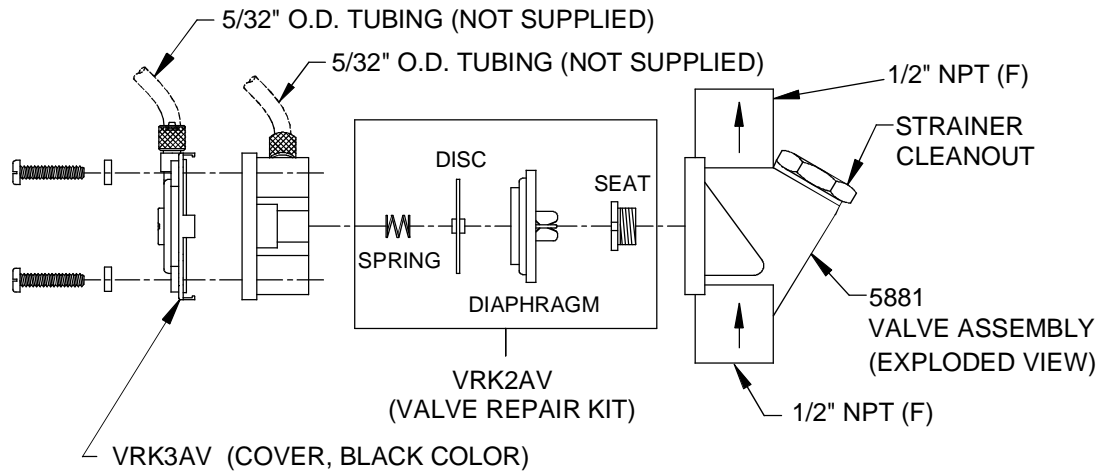 5/32" O.D. TUBING (NOT SUPPLIED)
5/32" O.D. TUBING (NOT SUPPLIED)
1/2" NPT (F)
STRAINER
CLEANOUT
DISC
SEAT
SPRING
DIAPHRAGM
5881
VALVE ASSEMBLY
(EXPLODED VIEW)
VRK2AV
(VALVE REPAIR KIT)
1/2" NPT (F)
VRK3AV (COVER, BLACK COLOR)